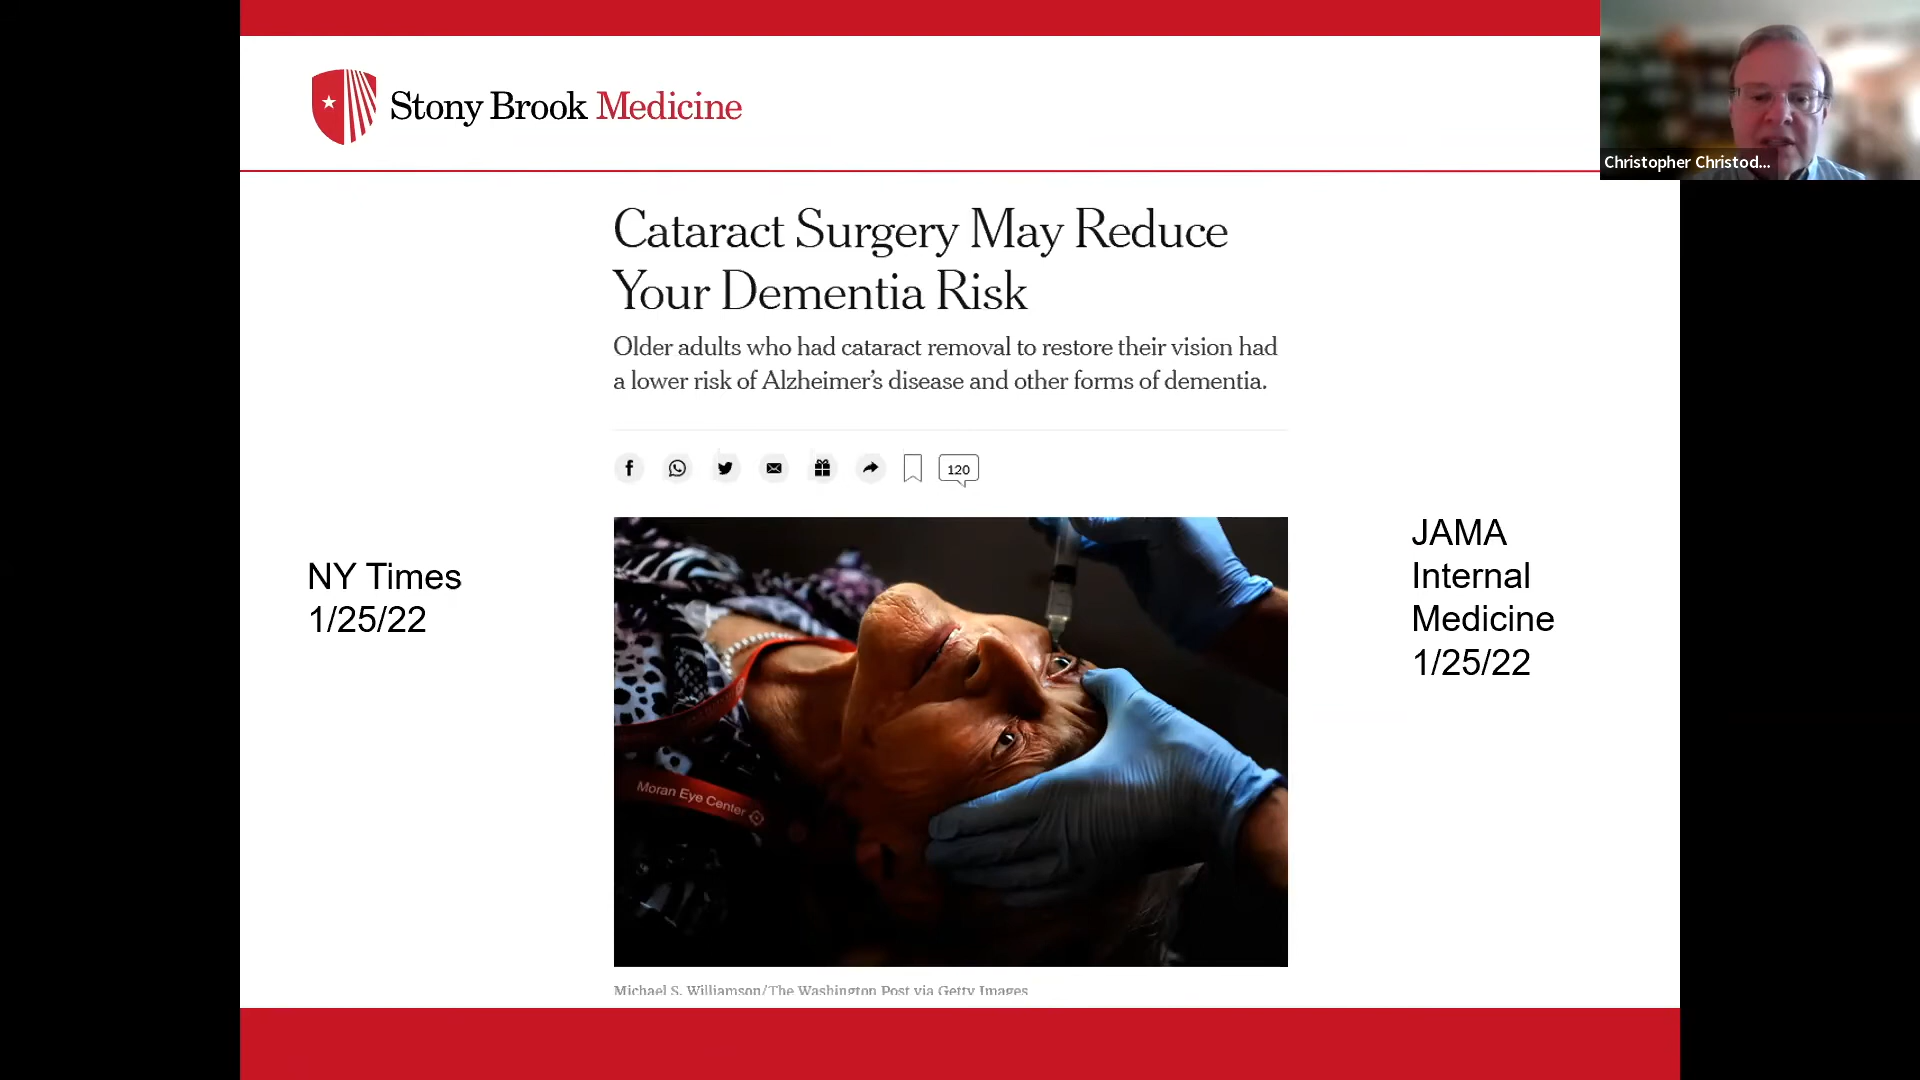 Stony Brook Medicine
Christopher Christod...
Cataract Surgery May Reduce
Your Dementia Risk
Older adults who had cataract removal to restore their vision had
a lower risk of Alzheimer's disease and other forms of dementia.
120
NY Times
1/25/22
JAMA
Internal
Medicine
1/25/22
Moran Eye Center
Michael S. Williamson/The Washington Post via Getty Images